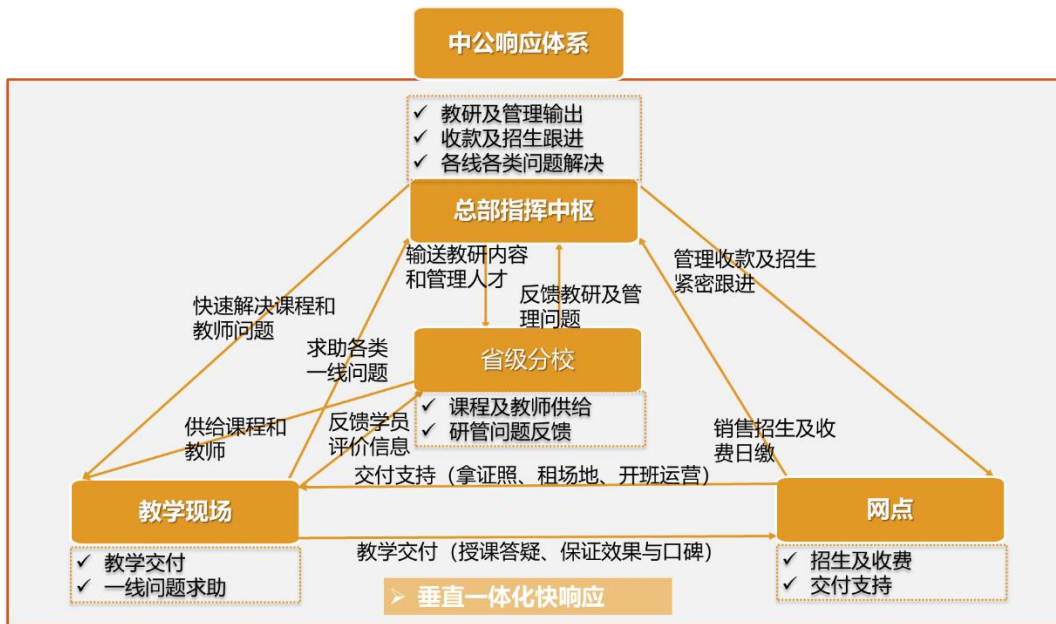 中公响应体系
✓ 教研及管理输出
✓ 收款及招生跟进
✓ 各线各类问题解决
总部指挥中枢
输送教研内容
和管理人才
管理收款及招生
紧密跟进
快速解决课程和
教师问题
反馈教研及管
理问题
求助各类
一线问题
省级分校
✓ 课程及教师供给
✓ 研管问题反馈
供给课程和
教师
反馈学员
评价信息
销售招生及收
费日缴
交付支持（拿证照、租场地、开班运营）
教学现场
网点
教学交付（授课答疑、保证效果与口碑）
✓ 教学交付
✓ 一线问题求助
✓ 招生及收费
✓ 交付支持
➢ 垂直一体化快响应